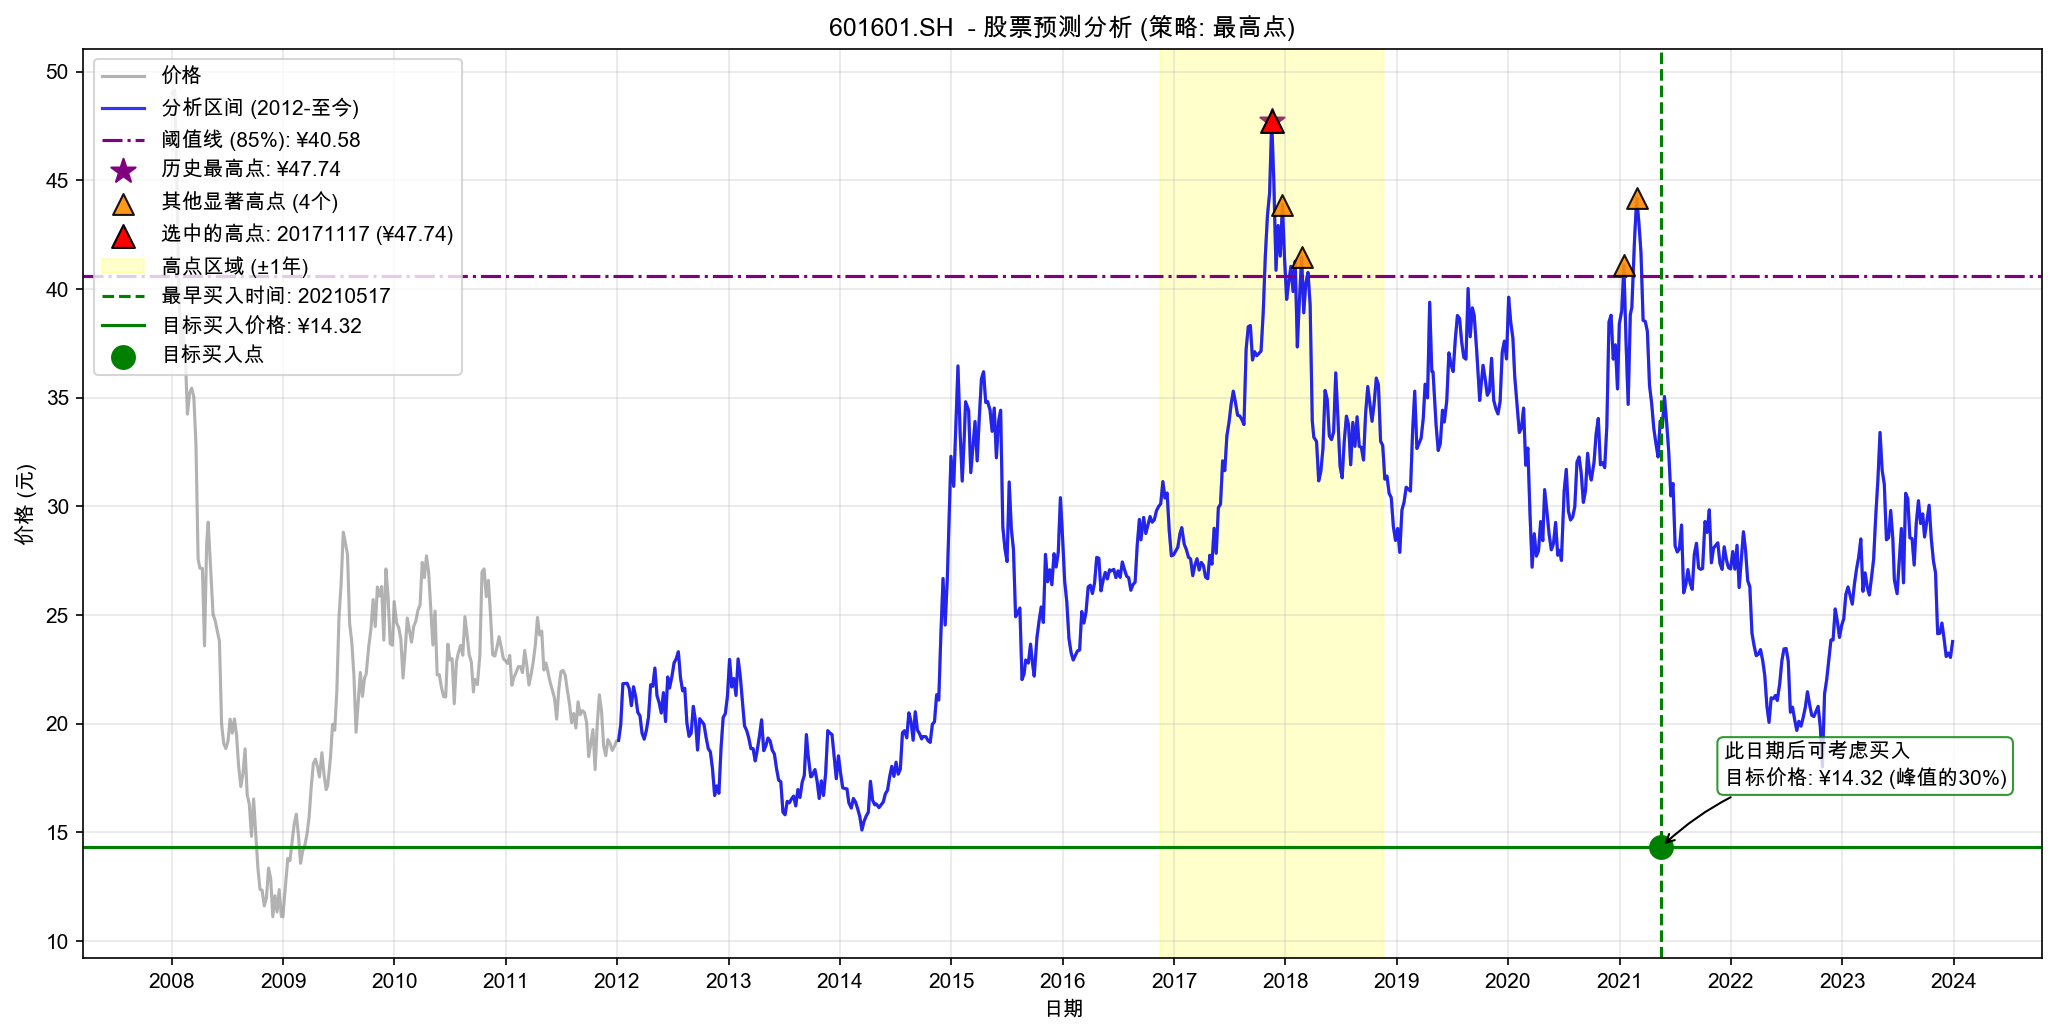 601601.SH - 股票预测分析 (策略: 最高点)
价格
分析区间 (2012-至今)
阈值线 (85%): ¥40.58
历史最高点: ¥47.74
其他显著高点 (4个)
选中的高点: 20171117 (¥47.74)
高点区域 (±1年)
最早买入时间: 20210517
目标买入价格: ¥14.32
目标买入点
价格 (元)
50
45
40
35
30
25
20
15
10
此日期后可考虑买入
目标价格: ¥14.32 (峰值的30%)
2008 2009 2010 2011 2012 2013 2014 2015 2016 2017 2018 2019 2020 2021 2022 2023 2024
日期